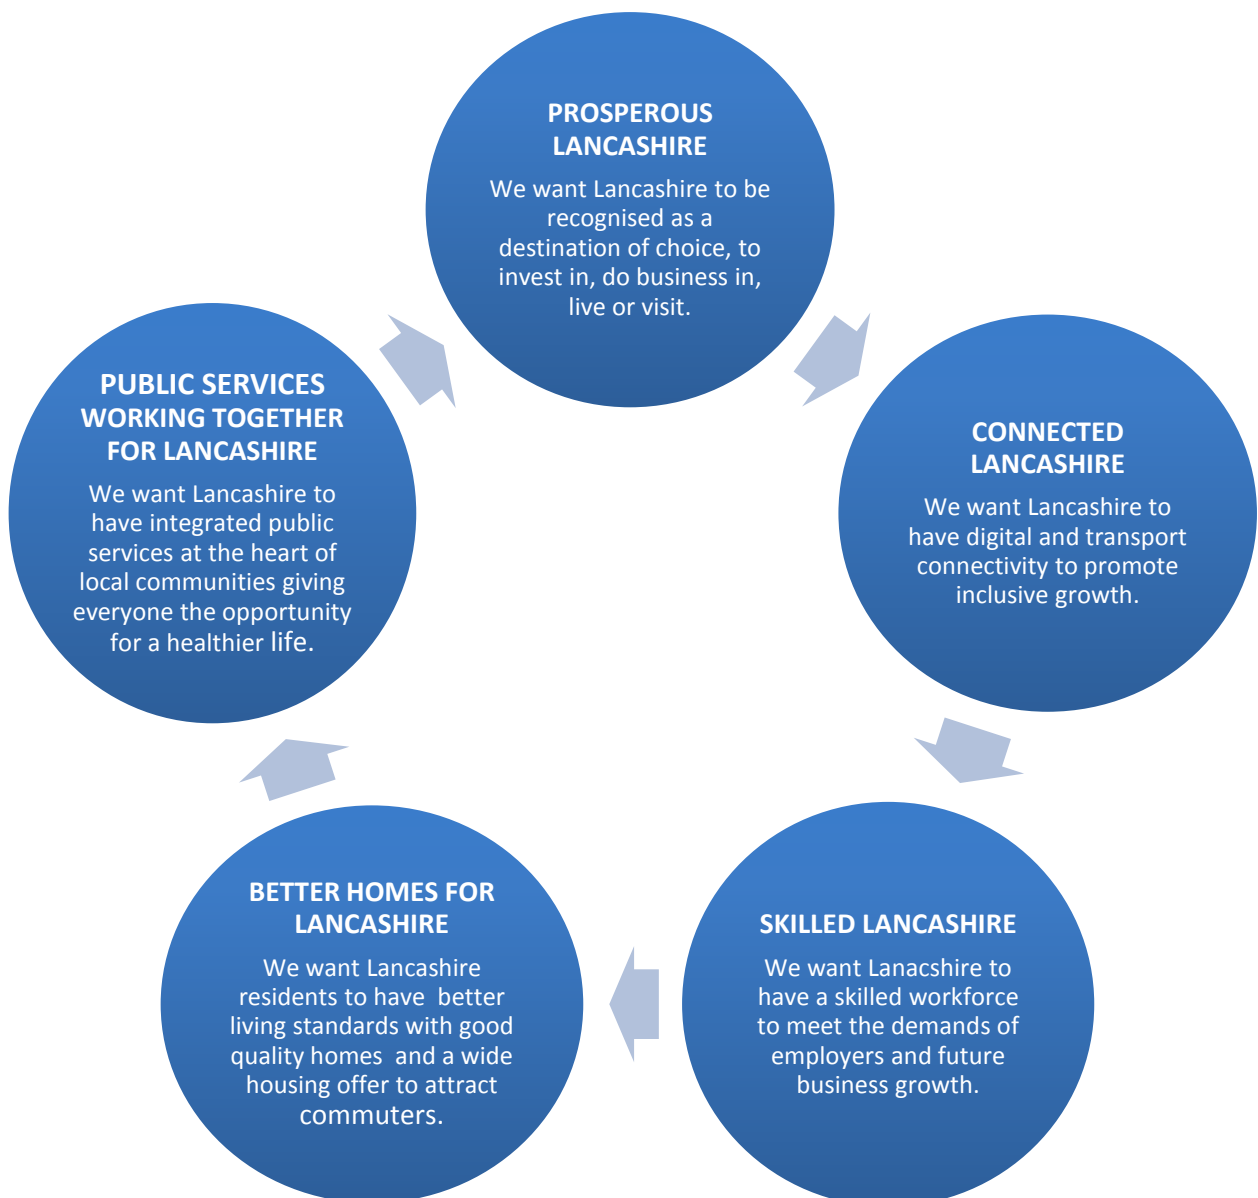 PROSPEROUS
LANCASHIRE
We want Lancashire to be
recognised as a
destination of choice, to
invest in, do business in,
live or visit.
CONNECTED
LANCASHIRE
We want Lancashire to
have digital and transport
connectivity to promote
inclusive growth.
SKILLED LANCASHIRE
We want Lanacshire to
have a skilled workforce
to meet the demands of
employers and future
business growth.
BETTER HOMES FOR
LANCASHIRE
We want Lancashire
residents to have  better
living standards with good
quality homes  and a wide
housing offer to attract
commuters.
PUBLIC SERVICES
WORKING TOGETHER
FOR LANCASHIRE
We want Lancashire to
have integrated public
services at the heart of
local communities giving
everyone the opportunity
for a healthier life.